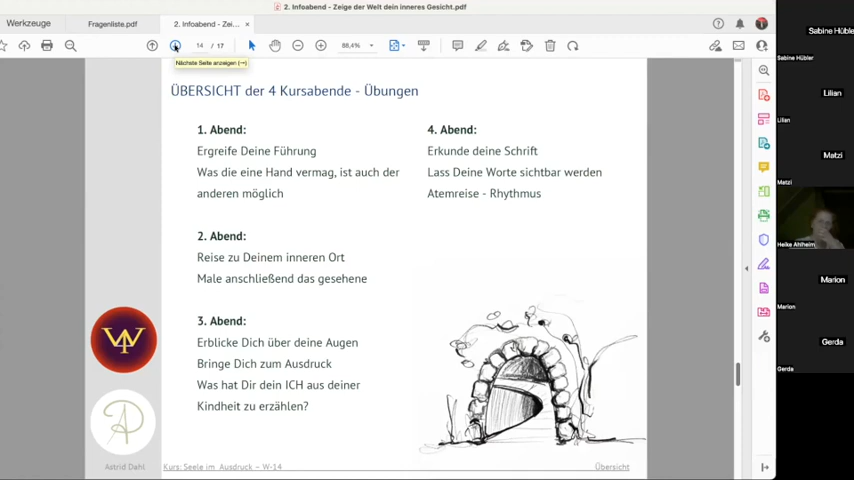 2. Infoabend - Zeige der Welt dein inneres Gesicht.pdf
Werkzeuge
Fragenliste.pdf
2. Infoabend - Zei... ×
14 / 17
88,4%
Nächste Seite anzeigen (→)
ÜBERSICHT der 4 Kursabende - Übungen
1. Abend:
Ergreife Deine Führung
Was die eine Hand vermag, ist auch der
anderen möglich
2. Abend:
Reise zu Deinem inneren Ort
Male anschließend das gesehene
3. Abend:
Erblicke Dich über deine Augen
Bringe Dich zum Ausdruck
Was hat Dir dein ICH aus deiner
Kindheit zu erzählen?
4. Abend:
Erkunde deine Schrift
Lass Deine Worte sichtbar werden
Atemreise - Rhythmus
Astrid Dahl
Kurs: Seele im Ausdruck – W-14
Übersicht
Sabine Hübler
Sabine Hübler
Lilian
Lilian
Matzi
Matzi
Heike Ahlheim
Marion
Marion
Gerda
Gerda